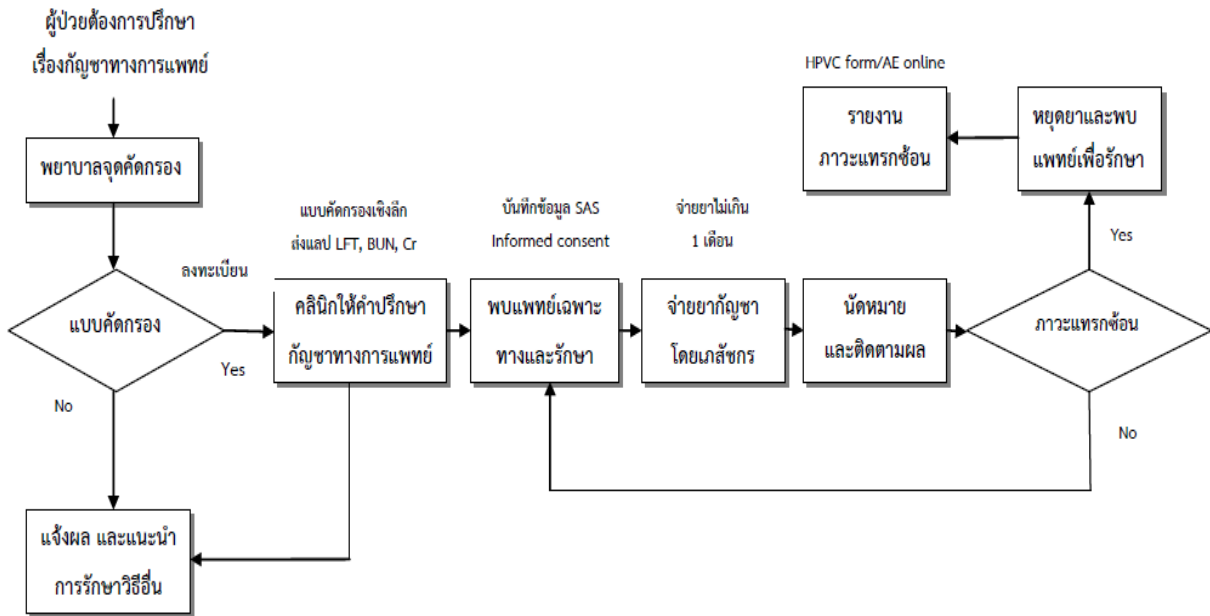 ผู้ป่วยต้องการปรึกษา
เรื่องกัญชาทางการแพทย์
พยาบาลจุดคัดกรอง
แบบคัดกรอง
ลงทะเบียน
Yes
No
แจ้งผล และแนะนำ
การรักษาวิธีอื่น
แบบคัดกรองเชิงลึก
ส่งแลป LFT, BUN, Cr
คลินิกให้คำปรึกษา
กัญชาทางการแพทย์
บันทึกข้อมูล SAS
Informed consent
พบแพทย์เฉพาะ
ทางและรักษา
จ่ายยาไม่เกิน
1 เดือน
จ่ายยากัญชา
โดยเภสัชกร
นัดหมาย
และติดตามผล
ภาวะแทรกซ้อน
Yes
No
หยุดยาและพบ
แพทย์เพื่อรักษา
HPVC form/AE online
รายงาน
ภาวะแทรกซ้อน